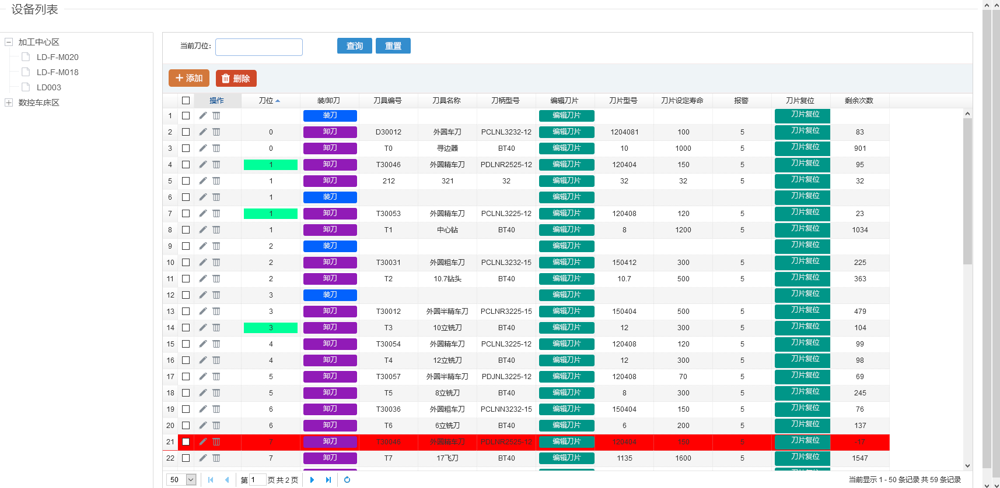 设备列表
加工中心区
LD-F-M020
LD-F-M018
LD003
数控车床区
当前刀位: 查询 重置
添加 删除
操作 刀位 装/卸刀 刀具编号 刀具名称 刀柄型号 编辑刀片 刀片型号 刀片设定寿命 报警 刀片复位 剩余次数
1 装刀 编辑刀片 刀片复位
2 0 卸刀 D30012 外圆车刀 PCLNL3232-12 编辑刀片 1204081 100 5 刀片复位 83
3 0 卸刀 T0 寻边器 BT40 编辑刀片 10 1000 5 刀片复位 901
4 1 卸刀 T30046 外圆精车刀 PDLNR2525-12 编辑刀片 120404 150 5 刀片复位 95
5 1 卸刀 212 321 32 编辑刀片 32 32 5 刀片复位 32
6 1 装刀 编辑刀片 刀片复位
7 1 卸刀 T30053 外圆精车刀 PCLNL3225-12 编辑刀片 120408 120 5 刀片复位 23
8 1 卸刀 T1 中心钻 BT40 编辑刀片 8 1200 5 刀片复位 1034
9 2 装刀 编辑刀片 刀片复位
10 2 卸刀 T30031 外圆粗车刀 PCLNL3232-15 编辑刀片 150412 300 5 刀片复位 225
11 2 卸刀 T2 10.7钻头 BT40 编辑刀片 10.7 500 5 刀片复位 363
12 3 装刀 编辑刀片 刀片复位
13 3 卸刀 T30012 外圆半精车刀 PCLNR3225-15 编辑刀片 150404 500 5 刀片复位 479
14 3 卸刀 T3 10立铣刀 BT40 编辑刀片 12 300 5 刀片复位 104
15 4 卸刀 T30054 外圆精车刀 PCLNL3225-12 编辑刀片 120408 120 5 刀片复位 99
16 4 卸刀 T4 12立铣刀 BT40 编辑刀片 12 300 5 刀片复位 98
17 5 卸刀 T30057 外圆半精车刀 PDJNL3225-12 编辑刀片 120408 70 5 刀片复位 69
18 5 卸刀 T5 8立铣刀 BT40 编辑刀片 8 300 5 刀片复位 245
19 6 卸刀 T30036 外圆粗车刀 PCLNN3232-15 编辑刀片 150404 150 5 刀片复位 76
20 6 卸刀 T6 6立铣刀 BT40 编辑刀片 6 200 5 刀片复位 137
21 7 卸刀 T30045 外圆精车刀 PDLNR2525-12 编辑刀片 120404 150 5 刀片复位 -17
22 7 卸刀 T7 17飞刀 BT40 编辑刀片 1135 1600 5 刀片复位 1547
50 第 1 页 共 2 页 当前显示 1 - 50 条记录 共 59 条记录